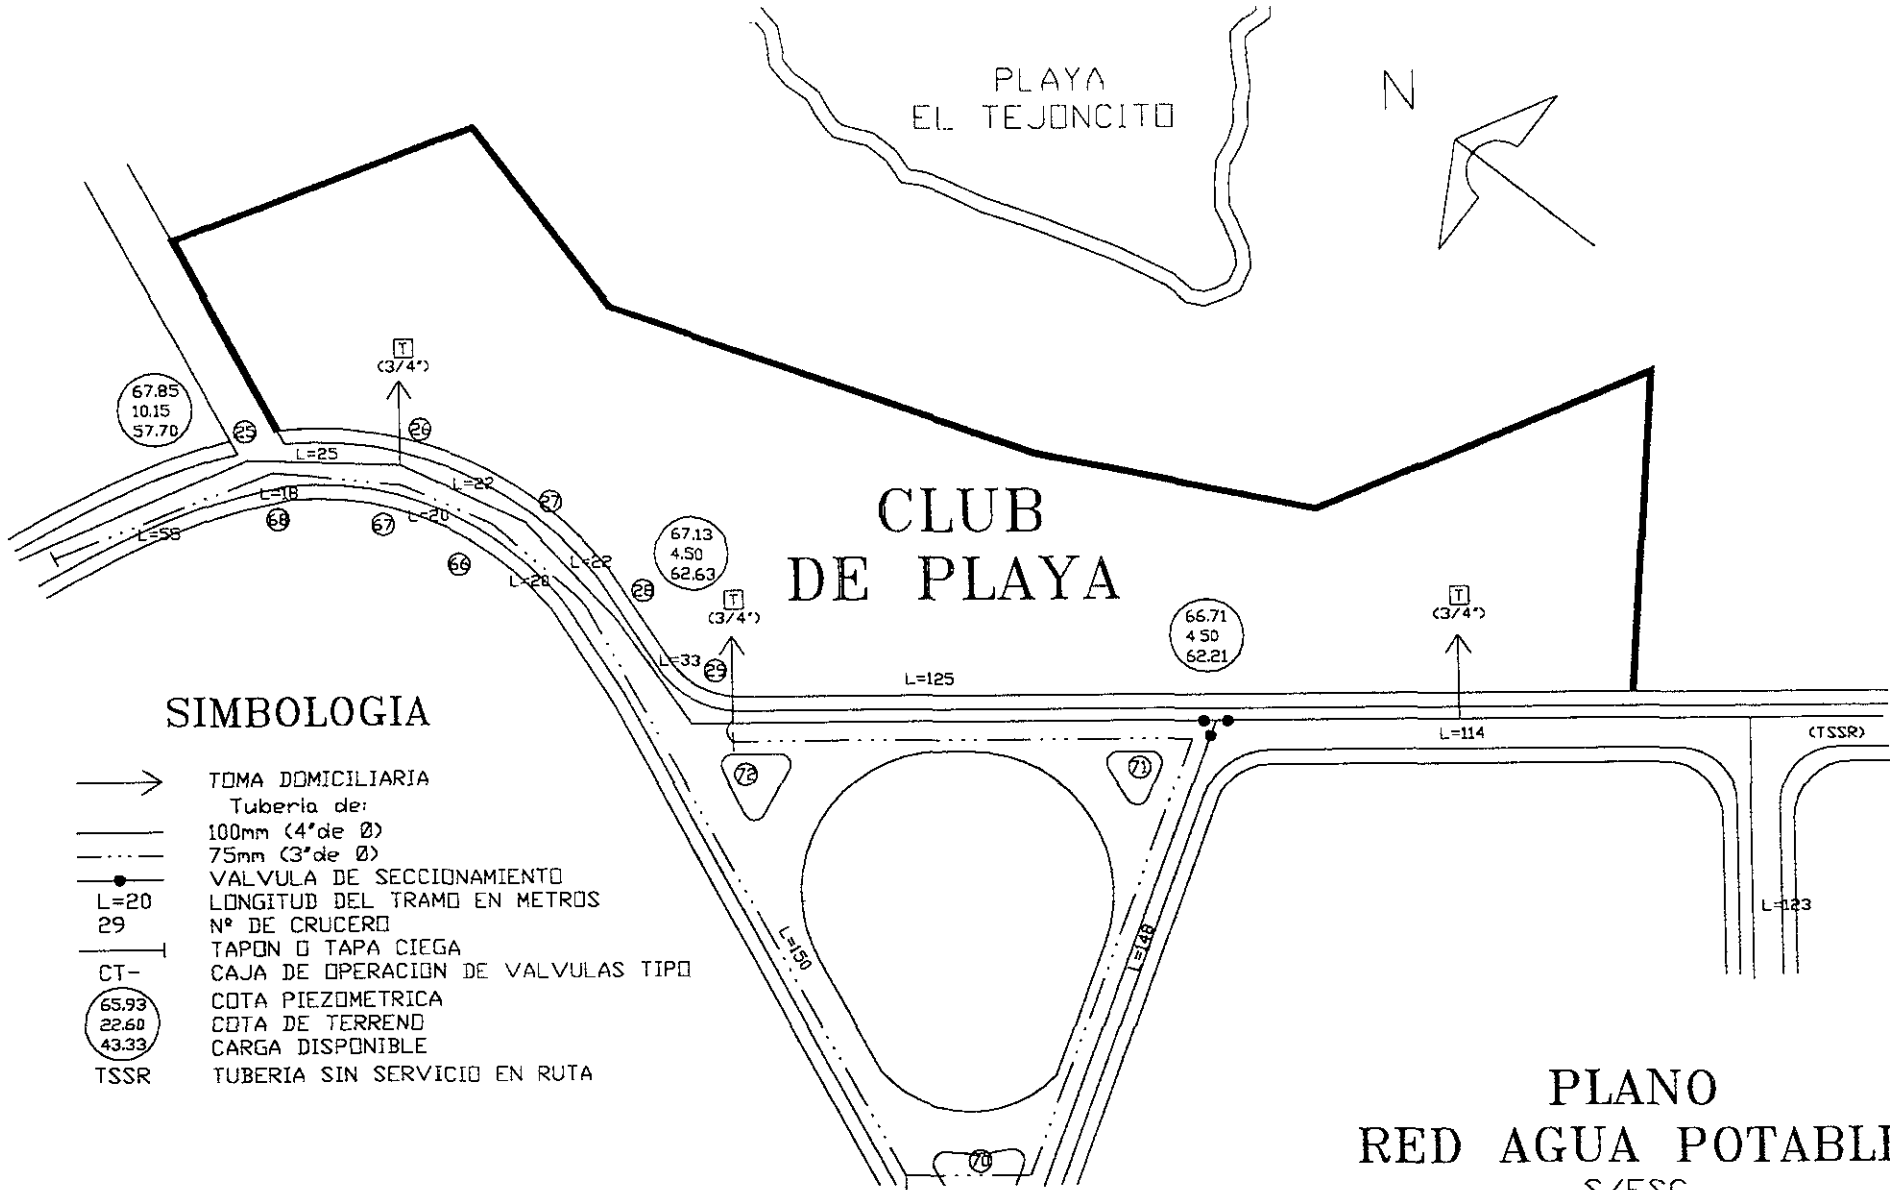 PLAYA
EL TEJONCITO
N
T
(3/4")
67.85
10.15
57.70
25
26
L=25
L=22
27
L=18
68
67
L=20
L=55
66
L=20
L=22
28
67.13
4.50
62.63
CLUB
DE PLAYA
T
(3/4")
T
(3/4")
66.71
4.50
62.21
L=33
29
L=125
L=114
(TSSR)
72
71
L=150
L=148
L=123
70
SIMBOLOGIA
TOMA DOMICILIARIA
Tuberia de:
100mm (4"de Ø)
75mm (3"de Ø)
VALVULA DE SECCIONAMIENTO
L=20 LONGITUD DEL TRAMO EN METROS
29 Nº DE CRUCERO
TAPON O TAPA CIEGA
CT- CAJA DE OPERACION DE VALVULAS TIPO
65.93 COTA PIEZOMETRICA
22.60 COTA DE TERRENO
43.33 CARGA DISPONIBLE
TSSR TUBERIA SIN SERVICIO EN RUTA
PLANO
RED AGUA POTABLE
S/ESC